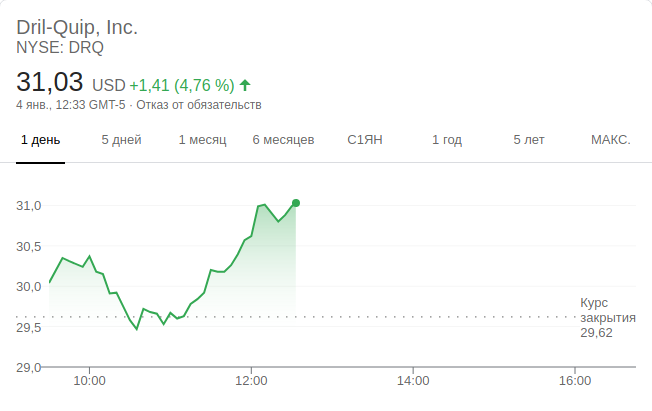 Dril-Quip, Inc.
NYSE: DRQ
31,03 USD +1,41 (4,76 %)
4 янв., 12:33 GMT-5 · Отказ от обязательств
1 день 5 дней 1 месяц 6 месяцев С1ЯН 1 год 5 лет МАКС.
31,0
30,5
30,0
Курс
закрытия
29,62
29,5
29,0
10:00 12:00 14:00 16:00